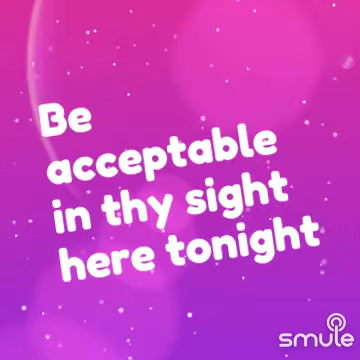 Be
acceptable
in thy sight
here tonight
smule